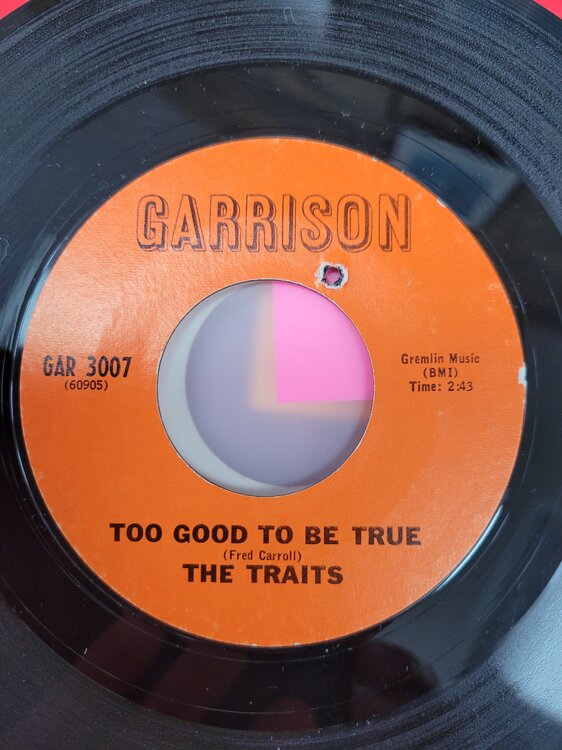 GARRISON
GAR 3007
(60905)
Gremlin Music
(BMI)
Time: 2:43
TOO GOOD TO BE TRUE
(Fred Carroll)
THE TRAITS